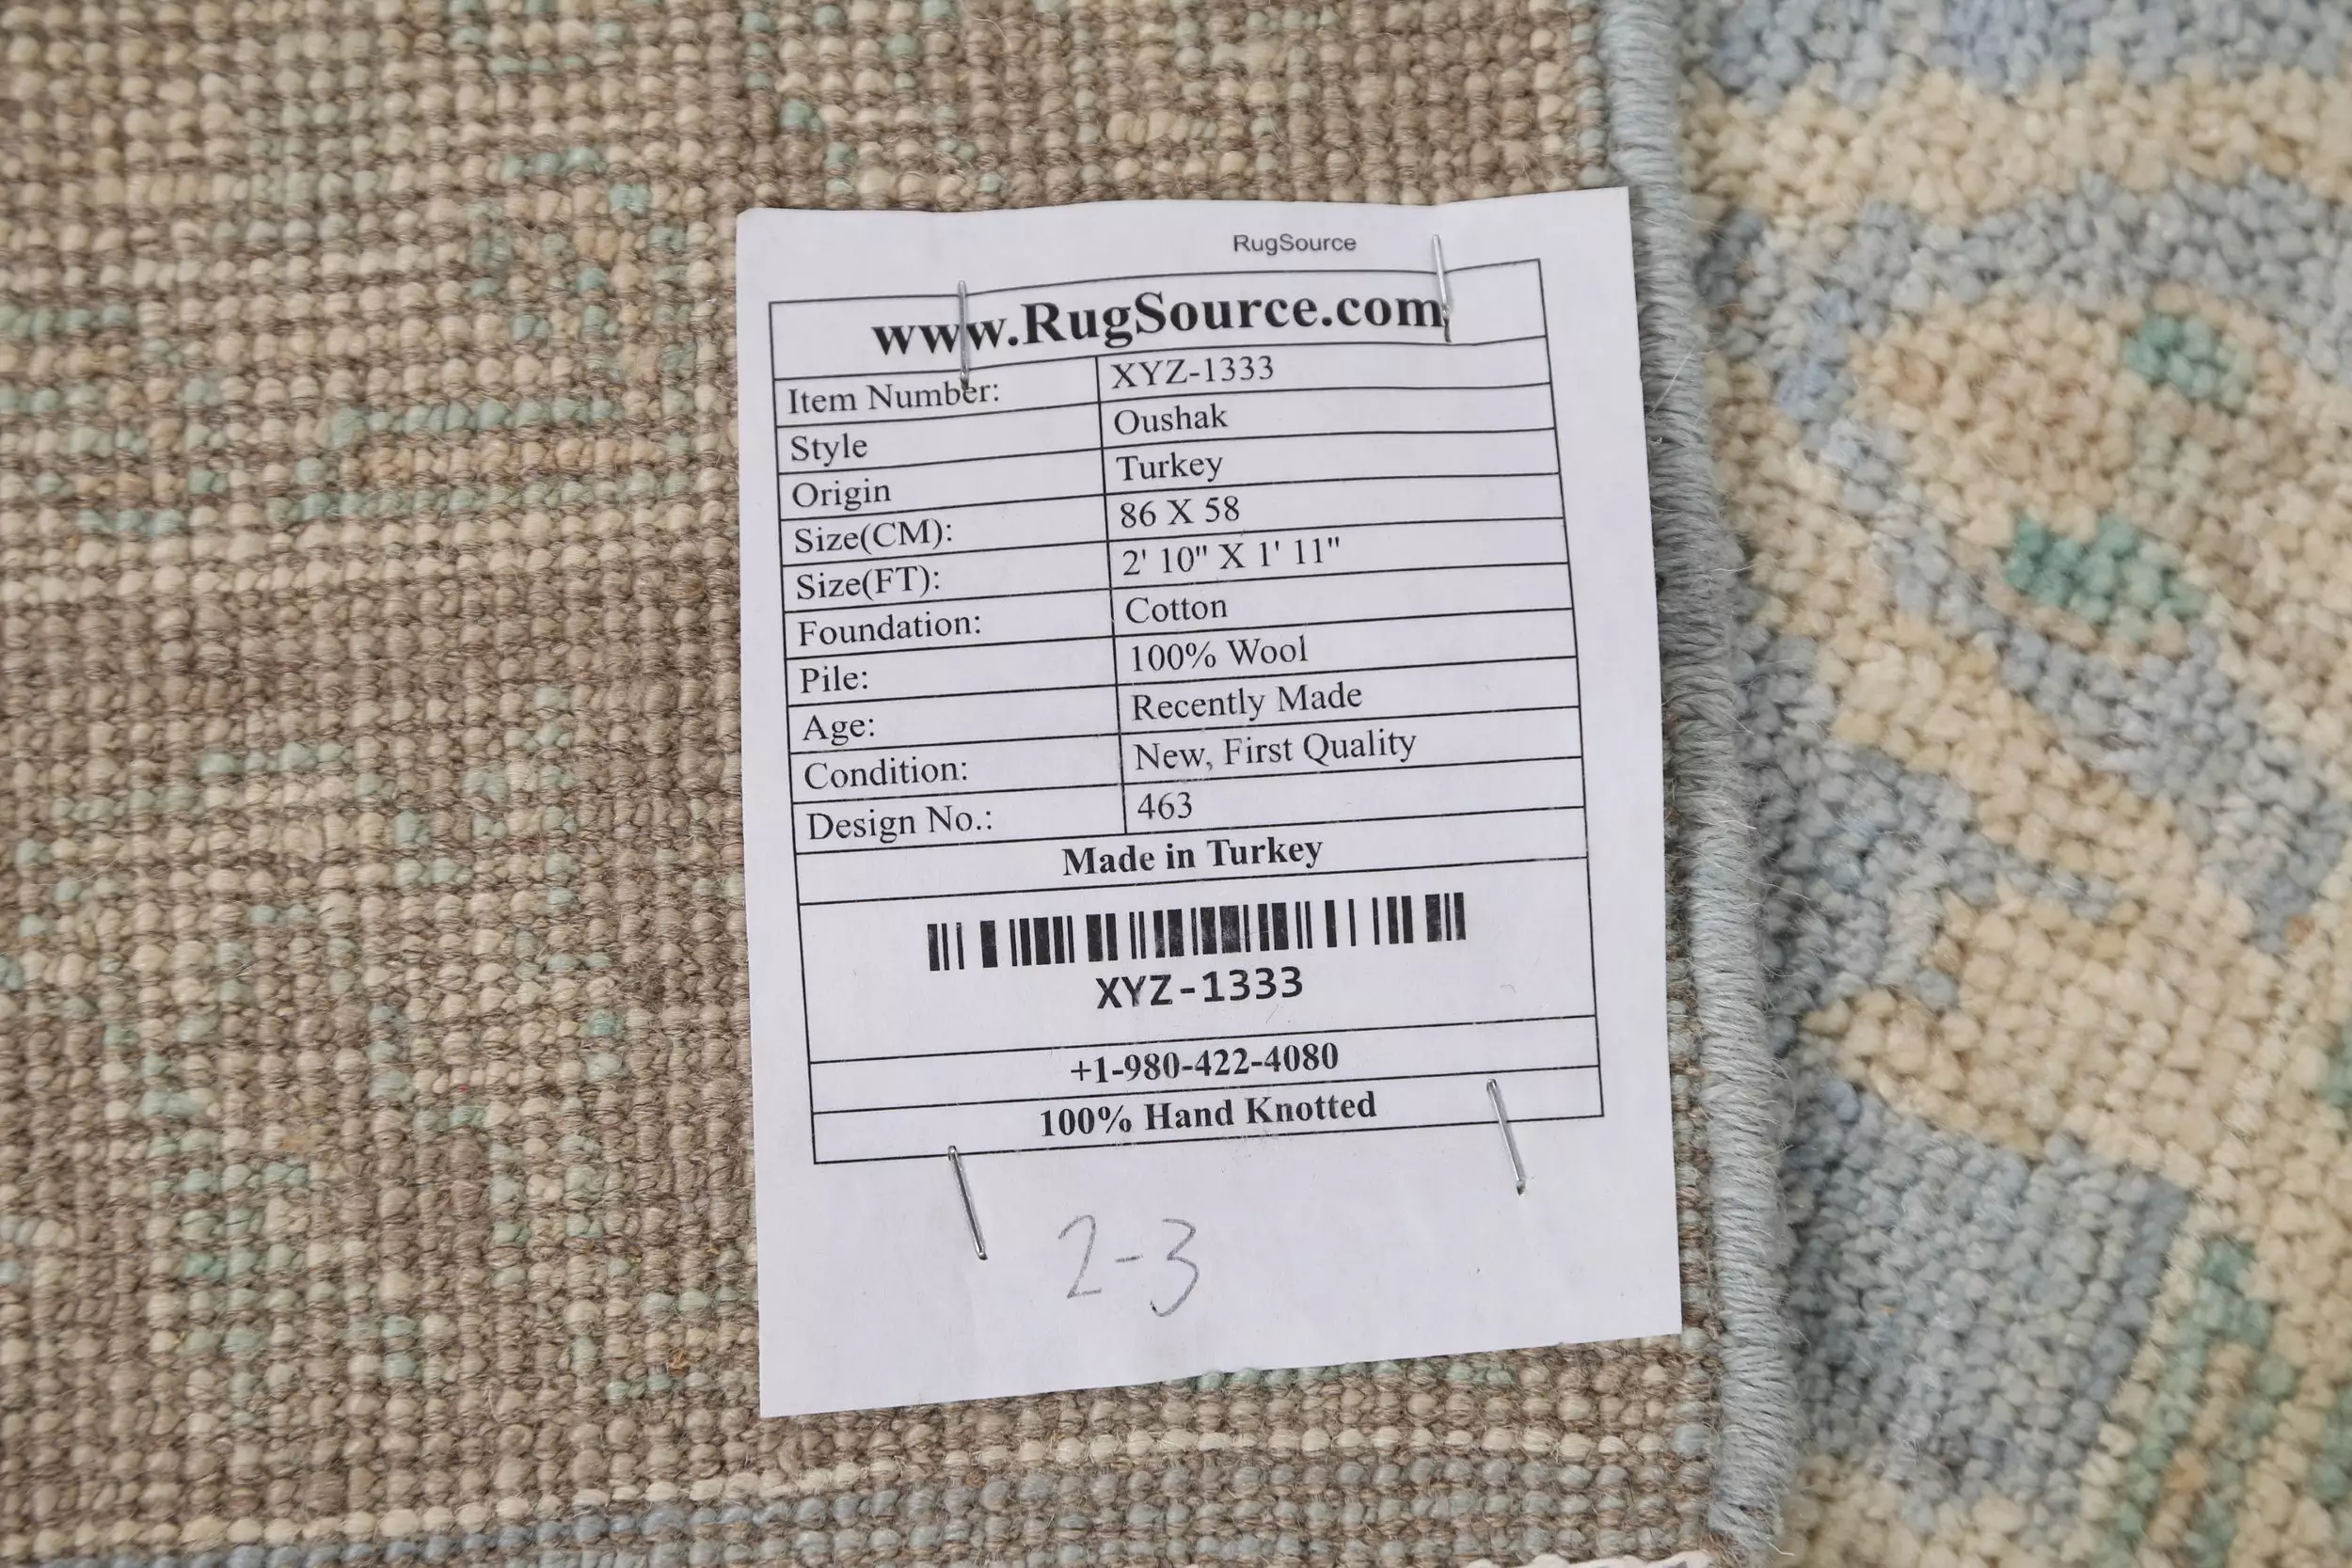 RugSource
www.RugSource.com
Item Number: XYZ-1333
Style Oushak
Origin Turkey
Size(CM): 86 X 58
Size(FT): 2' 10" X 1' 11"
Foundation: Cotton
Pile: 100% Wool
Age: Recently Made
Condition: New, First Quality
Design No.: 463
Made in Turkey
XYZ-1333
+1-980-422-4080
100% Hand Knotted
2-3